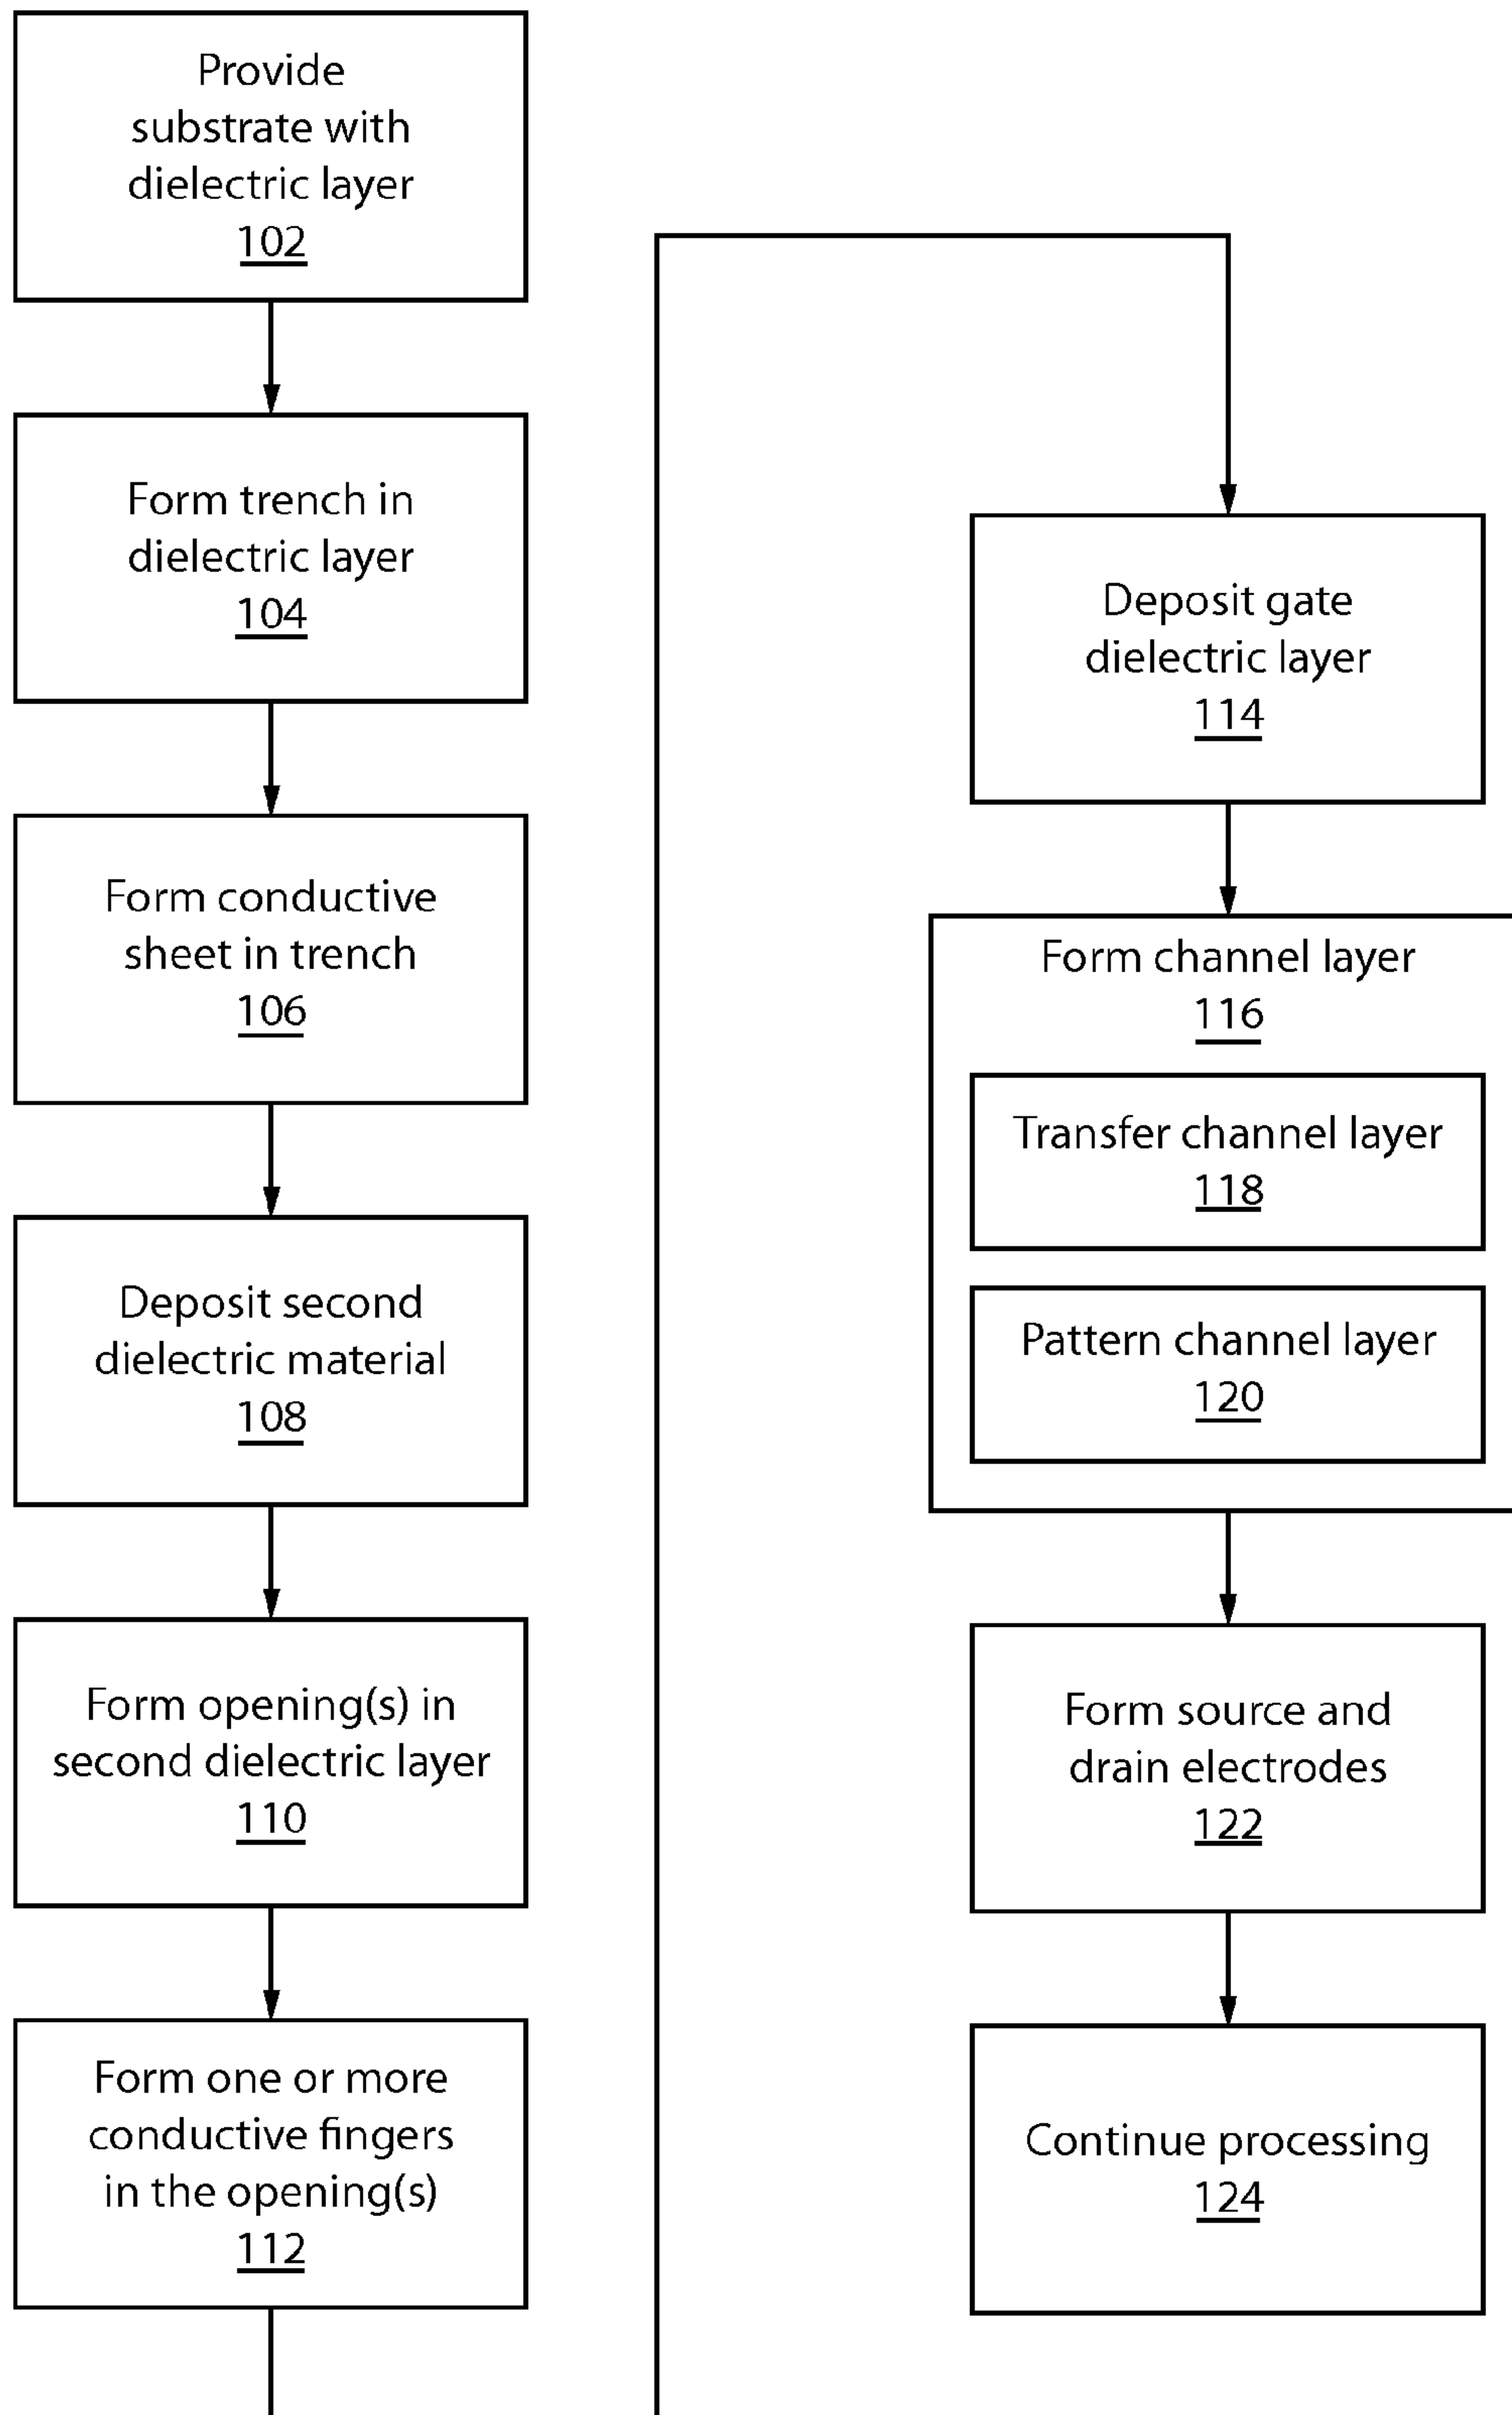 Provide
substrate with
dielectric layer
102
Form trench in
dielectric layer
104
Form conductive
sheet in trench
106
Deposit second
dielectric material
108
Form opening(s) in
second dielectric layer
110
Form one or more
conductive fingers
in the opening(s)
112
Deposit gate
dielectric layer
114
Form channel layer
116
Transfer channel layer
118
Pattern channel layer
120
Form source and
drain electrodes
122
Continue processing
124